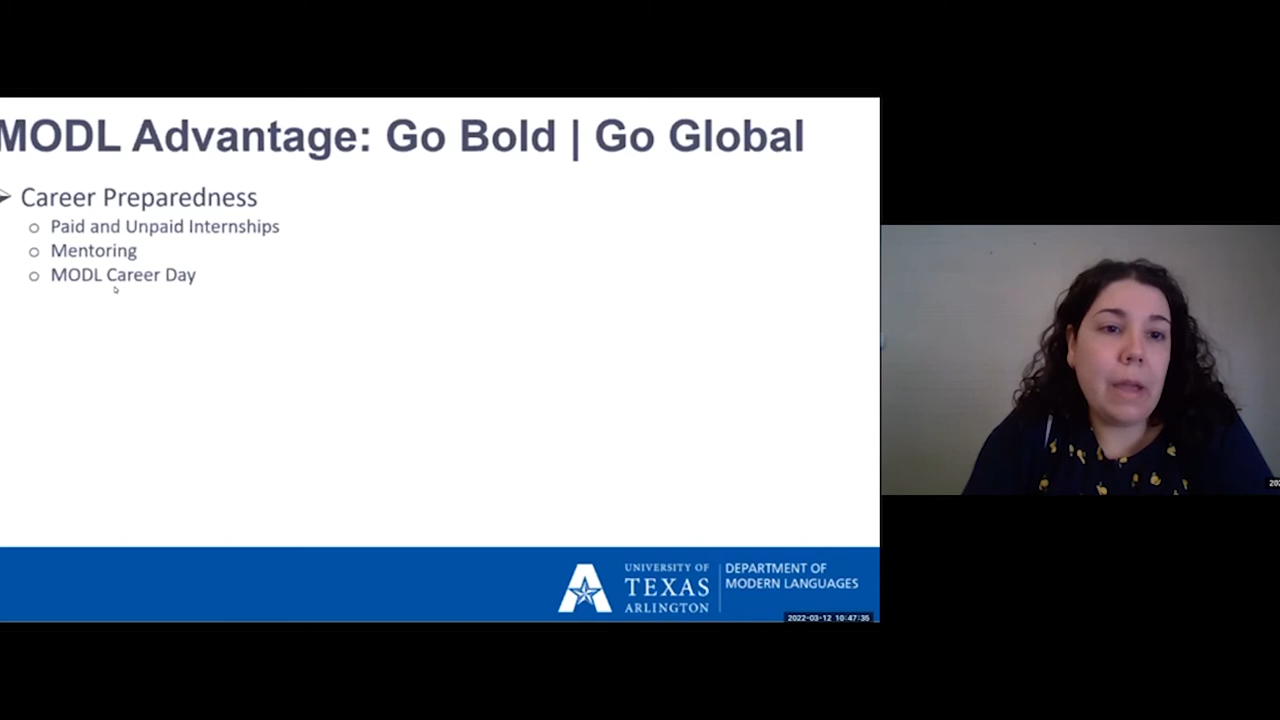 MODL Advantage: Go Bold | Go Global
Career Preparedness
Paid and Unpaid Internships
Mentoring
MODL Career Day
UNIVERSITY OF
TEXAS
ARLINGTON
DEPARTMENT OF
MODERN LANGUAGES
2022-03-12 10:47:35